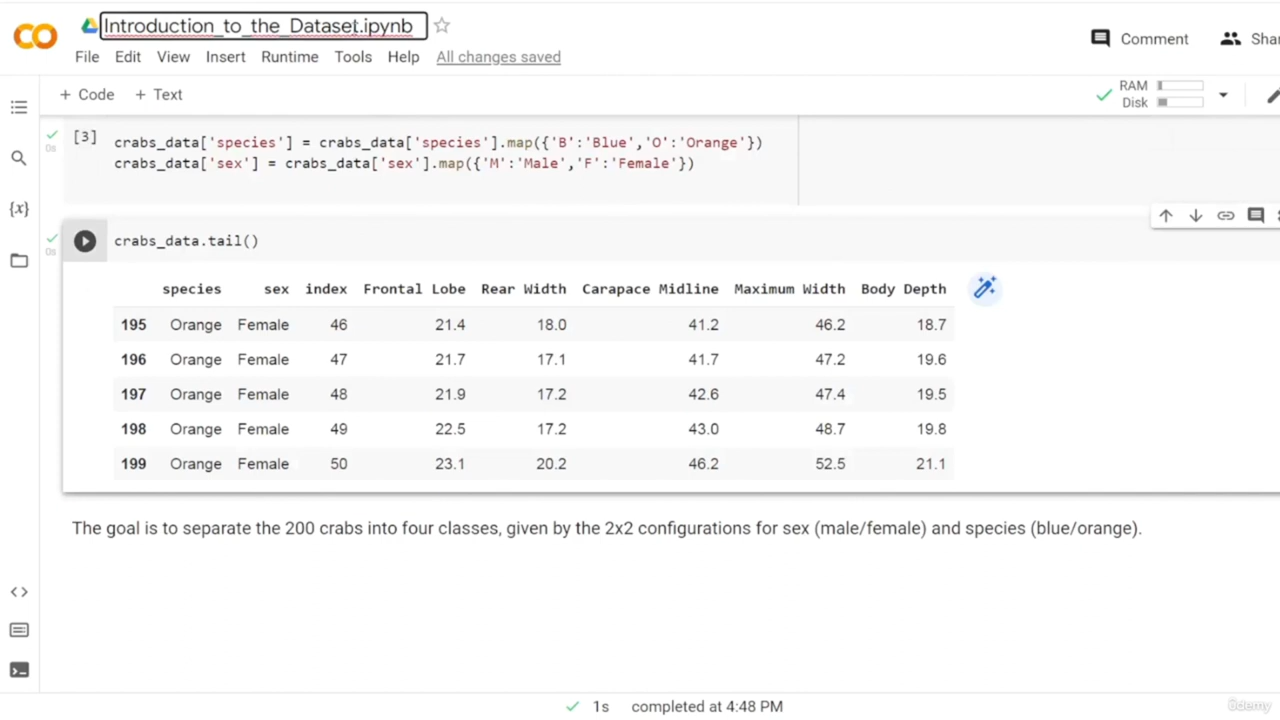 Introduction_to_the_Dataset.ipynb
Comment
Shar
File Edit View Insert Runtime Tools Help All changes saved
+ Code + Text
RAM
Disk
[3] crabs_data['species'] = crabs_data['species'].map({'B':'Blue','O':'Orange'})
crabs_data['sex'] = crabs_data['sex'].map({'M':'Male','F':'Female'})
0s
{x}
crabs_data.tail()
0s
species sex index Frontal Lobe Rear Width Carapace Midline Maximum Width Body Depth
195 Orange Female 46 21.4 18.0 41.2 46.2 18.7
196 Orange Female 47 21.7 17.1 41.7 47.2 19.6
197 Orange Female 48 21.9 17.2 42.6 47.4 19.5
198 Orange Female 49 22.5 17.2 43.0 48.7 19.8
199 Orange Female 50 23.1 20.2 46.2 52.5 21.1
The goal is to separate the 200 crabs into four classes, given by the 2x2 configurations for sex (male/female) and species (blue/orange).
1s completed at 4:48 PM
ûdemy